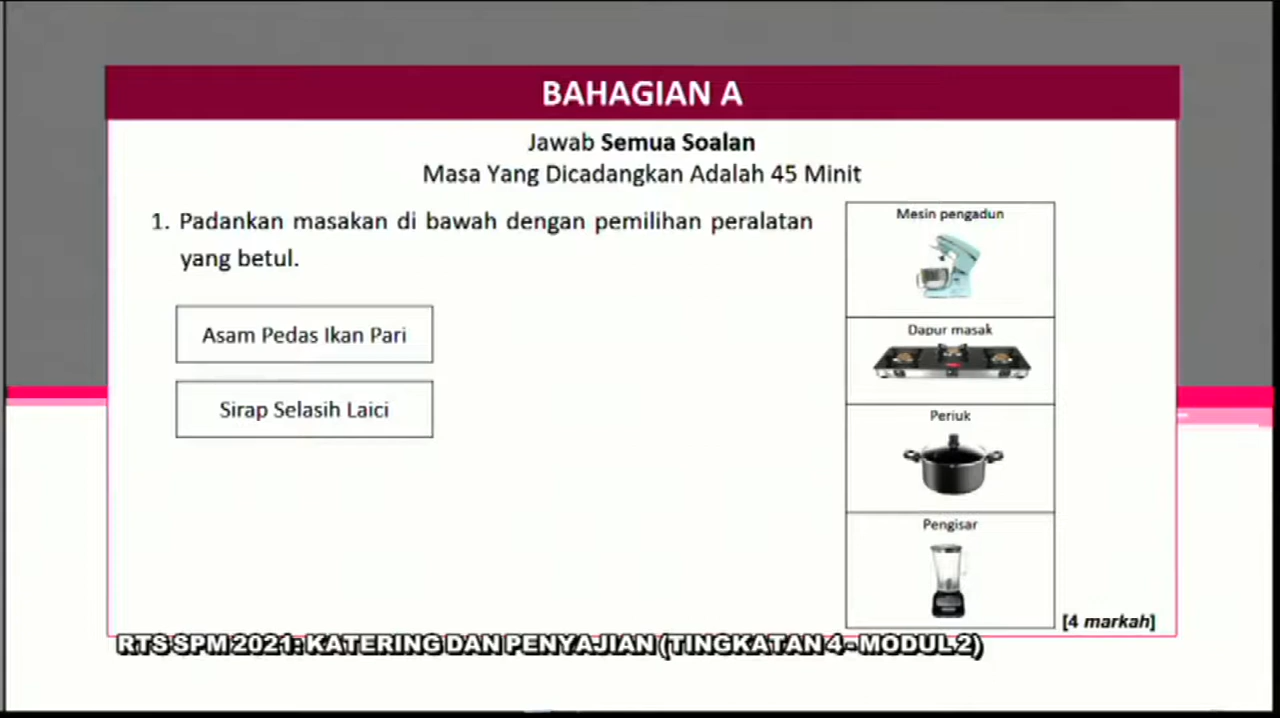 BAHAGIAN A
Jawab Semua Soalan
Masa Yang Dicadangkan Adalah 45 Minit
1. Padankan masakan di bawah dengan pemilihan peralatan
yang betul.
Asam Pedas Ikan Pari
Sirap Selasih Laici
Mesin pengadun
Dapur masak
Periuk
Pengisar
[4 markah]
RTS SPM 2021: KATERING DAN PENYAJIAN (TINGKATAN 4 - MODUL 2)